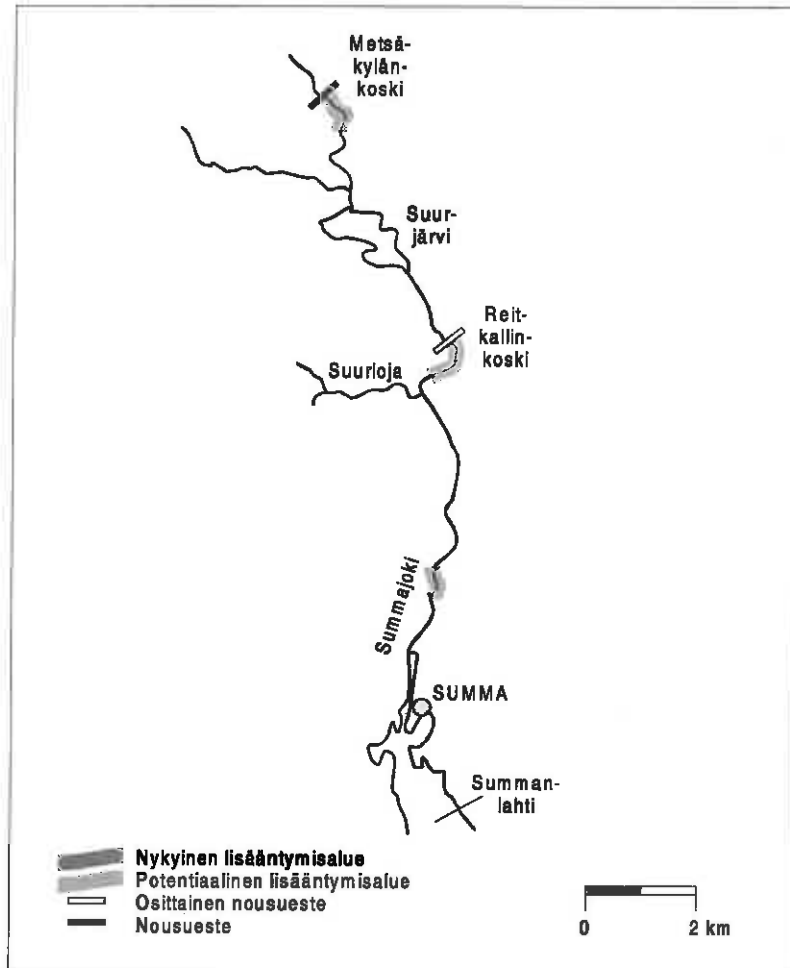 Metsä-
kylän-
koski
Suur-
järvi
Reit-
kallin-
koski
Suurioja
Summajoki
SUMMA
Summan-
lahti
Nykyinen lisääntymisalue
Potentiaalinen lisääntymisalue
Osittainen nousueste
Nousueste
0 2 km